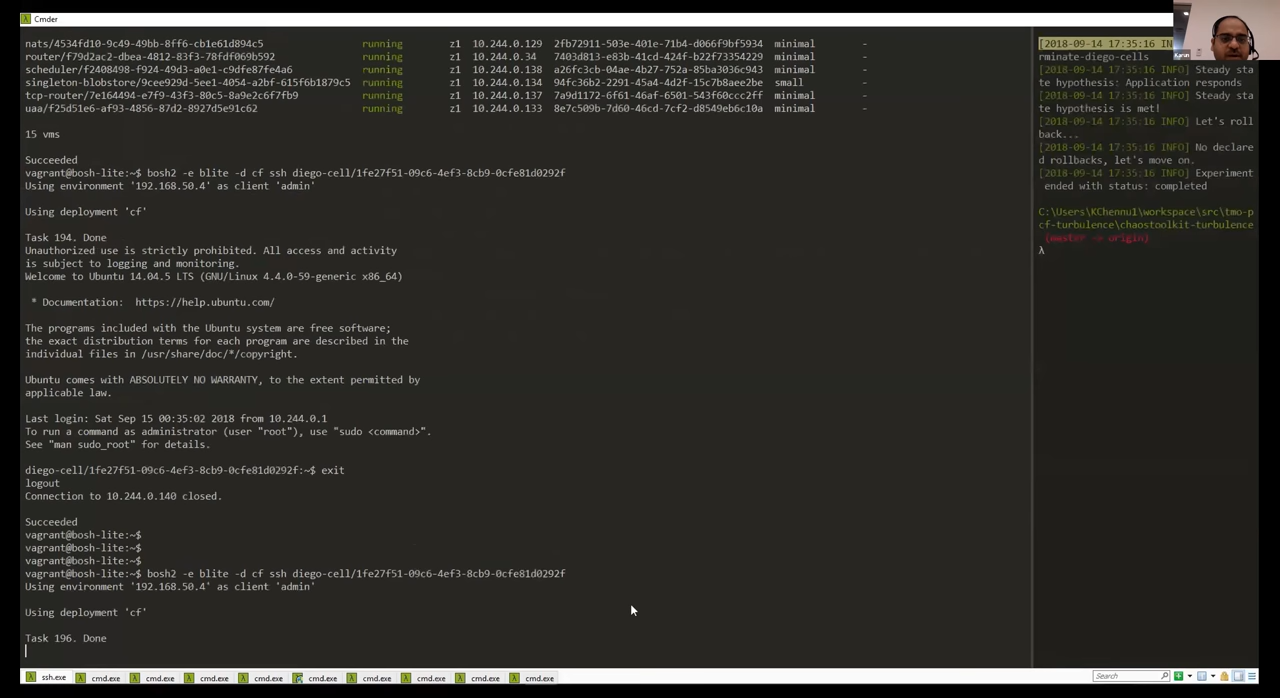 Cmder
nats/4534fd10-9c49-49bb-8ff6-cb1e61d894c5 running z1 10.244.0.129 2fb72911-503e-401e-71b4-d066f9bf5934 minimal -
router/f79d2ac2-dbea-4812-83f3-78fdf069b592 running z1 10.244.0.34 7403d813-e83b-41cd-424f-b22f73354229 minimal -
scheduler/f2408498-f924-49d3-a0e1-c9dfe87fe4a6 running z1 10.244.0.138 a26fc3cb-04ae-4b27-752a-85ba3036c943 minimal -
singleton-blobstore/9cee929d-5ee1-4054-a2bf-615f6b1879c5 running z1 10.244.0.134 94fc36b2-2291-45a4-4d2f-15c7b8aee2be small -
tcp-router/7e164494-e7f9-43f3-80c5-8a9e2c6f7fb9 running z1 10.244.0.137 7a9d1172-6f61-46af-6501-543f60ccc2ff minimal -
uaa/f25d51e6-af93-4856-87d2-8927d5e91c62 running z1 10.244.0.133 8e7c509b-7d60-46cd-7cf2-d8549eb6c10a minimal -
15 vms
Succeeded
vagrant@bosh-lite:~$ bosh2 -e blite -d cf ssh diego-cell/1fe27f51-09c6-4ef3-8cb9-0cfe81d0292f
Using environment '192.168.50.4' as client 'admin'
Using deployment 'cf'
Task 194. Done
Unauthorized use is strictly prohibited. All access and activity
is subject to logging and monitoring.
Welcome to Ubuntu 14.04.5 LTS (GNU/Linux 4.4.0-59-generic x86_64)
* Documentation: https://help.ubuntu.com/
The programs included with the Ubuntu system are free software;
the exact distribution terms for each program are described in the
individual files in /usr/share/doc/*/copyright.
Ubuntu comes with ABSOLUTELY NO WARRANTY, to the extent permitted by
applicable law.
Last login: Sat Sep 15 00:35:02 2018 from 10.244.0.1
To run a command as administrator (user "root"), use "sudo <command>".
See "man sudo_root" for details.
diego-cell/1fe27f51-09c6-4ef3-8cb9-0cfe81d0292f:~$ exit
logout
Connection to 10.244.0.140 closed.
Succeeded
vagrant@bosh-lite:~$
vagrant@bosh-lite:~$
vagrant@bosh-lite:~$
vagrant@bosh-lite:~$ bosh2 -e blite -d cf ssh diego-cell/1fe27f51-09c6-4ef3-8cb9-0cfe81d0292f
Using environment '192.168.50.4' as client 'admin'
Using deployment 'cf'
Task 196. Done
[2018-09-14 17:35:16 IN
rminate-diego-cells
[2018-09-14 17:35:16 INFO] Steady sta
te hypothesis: Application responds
[2018-09-14 17:35:16 INFO] Steady sta
te hypothesis is met!
[2018-09-14 17:35:16 INFO] Let's roll
back...
[2018-09-14 17:35:16 INFO] No declare
d rollbacks, let's move on.
[2018-09-14 17:35:16 INFO] Experiment
ended with status: completed
C:\Users\KChennu1\workspace\src\tmo-p
cf-turbulence\chaostoolkit-turbulence
(master -> origin)
λ
Karun
ssh.exe cmd.exe cmd.exe cmd.exe cmd.exe cmd.exe cmd.exe cmd.exe cmd.exe cmd.exe Search